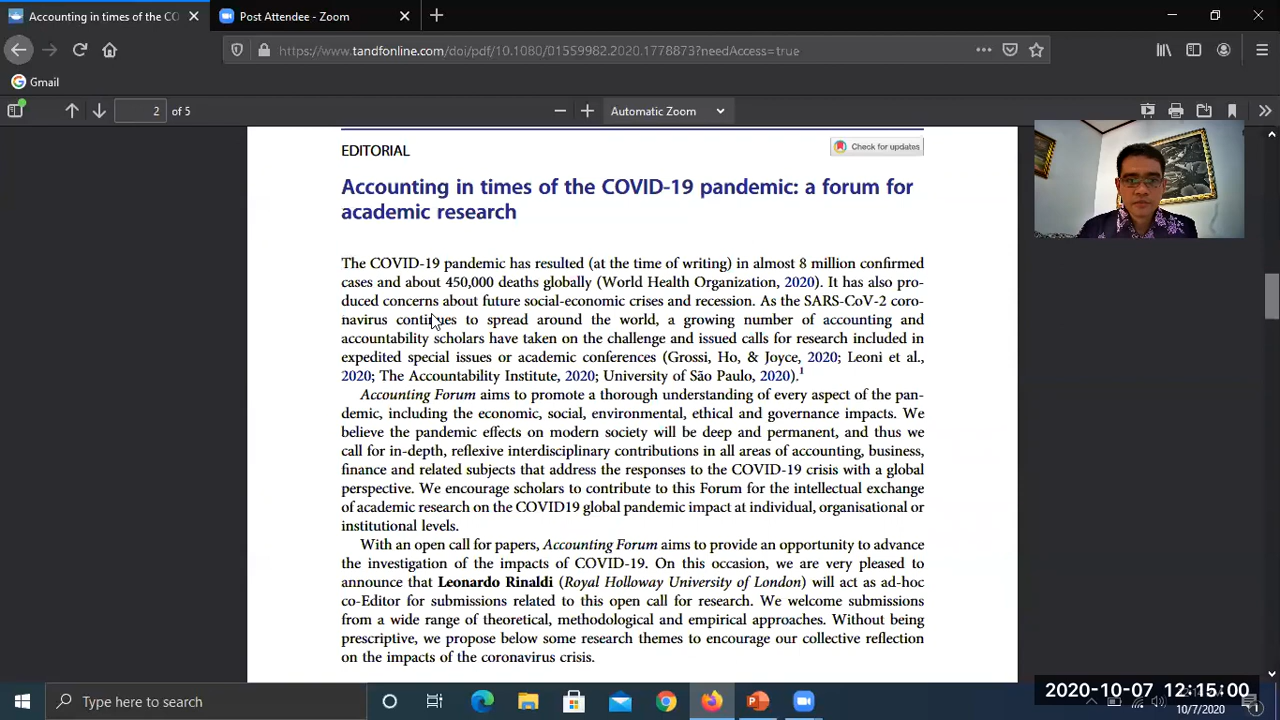 Accounting in times of the CO
Post Attendee - Zoom
https://www.tandfonline.com/doi/pdf/10.1080/01559982.2020.1778873?needAccess=true
Gmail
2 of 5
Automatic Zoom
EDITORIAL
Check for updates
Accounting in times of the COVID-19 pandemic: a forum for
academic research
The COVID-19 pandemic has resulted (at the time of writing) in almost 8 million confirmed
cases and about 450,000 deaths globally (World Health Organization, 2020). It has also pro-
duced concerns about future social-economic crises and recession. As the SARS-CoV-2 coro-
navirus continues to spread around the world, a growing number of accounting and
accountability scholars have taken on the challenge and issued calls for research included in
expedited special issues or academic conferences (Grossi, Ho, & Joyce, 2020; Leoni et al.,
2020; The Accountability Institute, 2020; University of São Paulo, 2020).1
Accounting Forum aims to promote a thorough understanding of every aspect of the pan-
demic, including the economic, social, environmental, ethical and governance impacts. We
believe the pandemic effects on modern society will be deep and permanent, and thus we
call for in-depth, reflexive interdisciplinary contributions in all areas of accounting, business,
finance and related subjects that address the responses to the COVID-19 crisis with a global
perspective. We encourage scholars to contribute to this Forum for the intellectual exchange
of academic research on the COVID19 global pandemic impact at individual, organisational or
institutional levels.
With an open call for papers, Accounting Forum aims to provide an opportunity to advance
the investigation of the impacts of COVID-19. On this occasion, we are very pleased to
announce that Leonardo Rinaldi (Royal Holloway University of London) will act as ad-hoc
co-Editor for submissions related to this open call for research. We welcome submissions
from a wide range of theoretical, methodological and empirical approaches. Without being
prescriptive, we propose below some research themes to encourage our collective reflection
on the impacts of the coronavirus crisis.
Type here to search
2020-10-07 12:15:00
10/7/2020